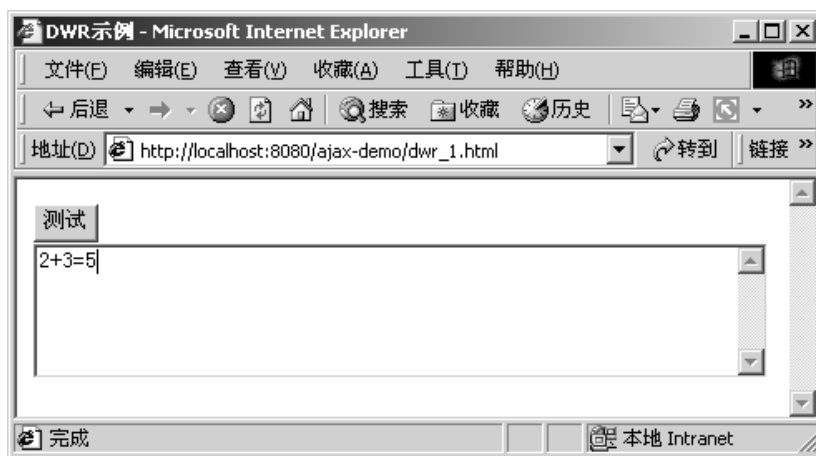 DWR示例 - Microsoft Internet Explorer
文件(F) 编辑(E) 查看(V) 收藏(A) 工具(T) 帮助(H)
后退 搜索 收藏 历史 »
地址(D) http://localhost:8080/ajax-demo/dwr_1.html 转到 链接 »
测试
2+3=5
完成 本地 Intranet